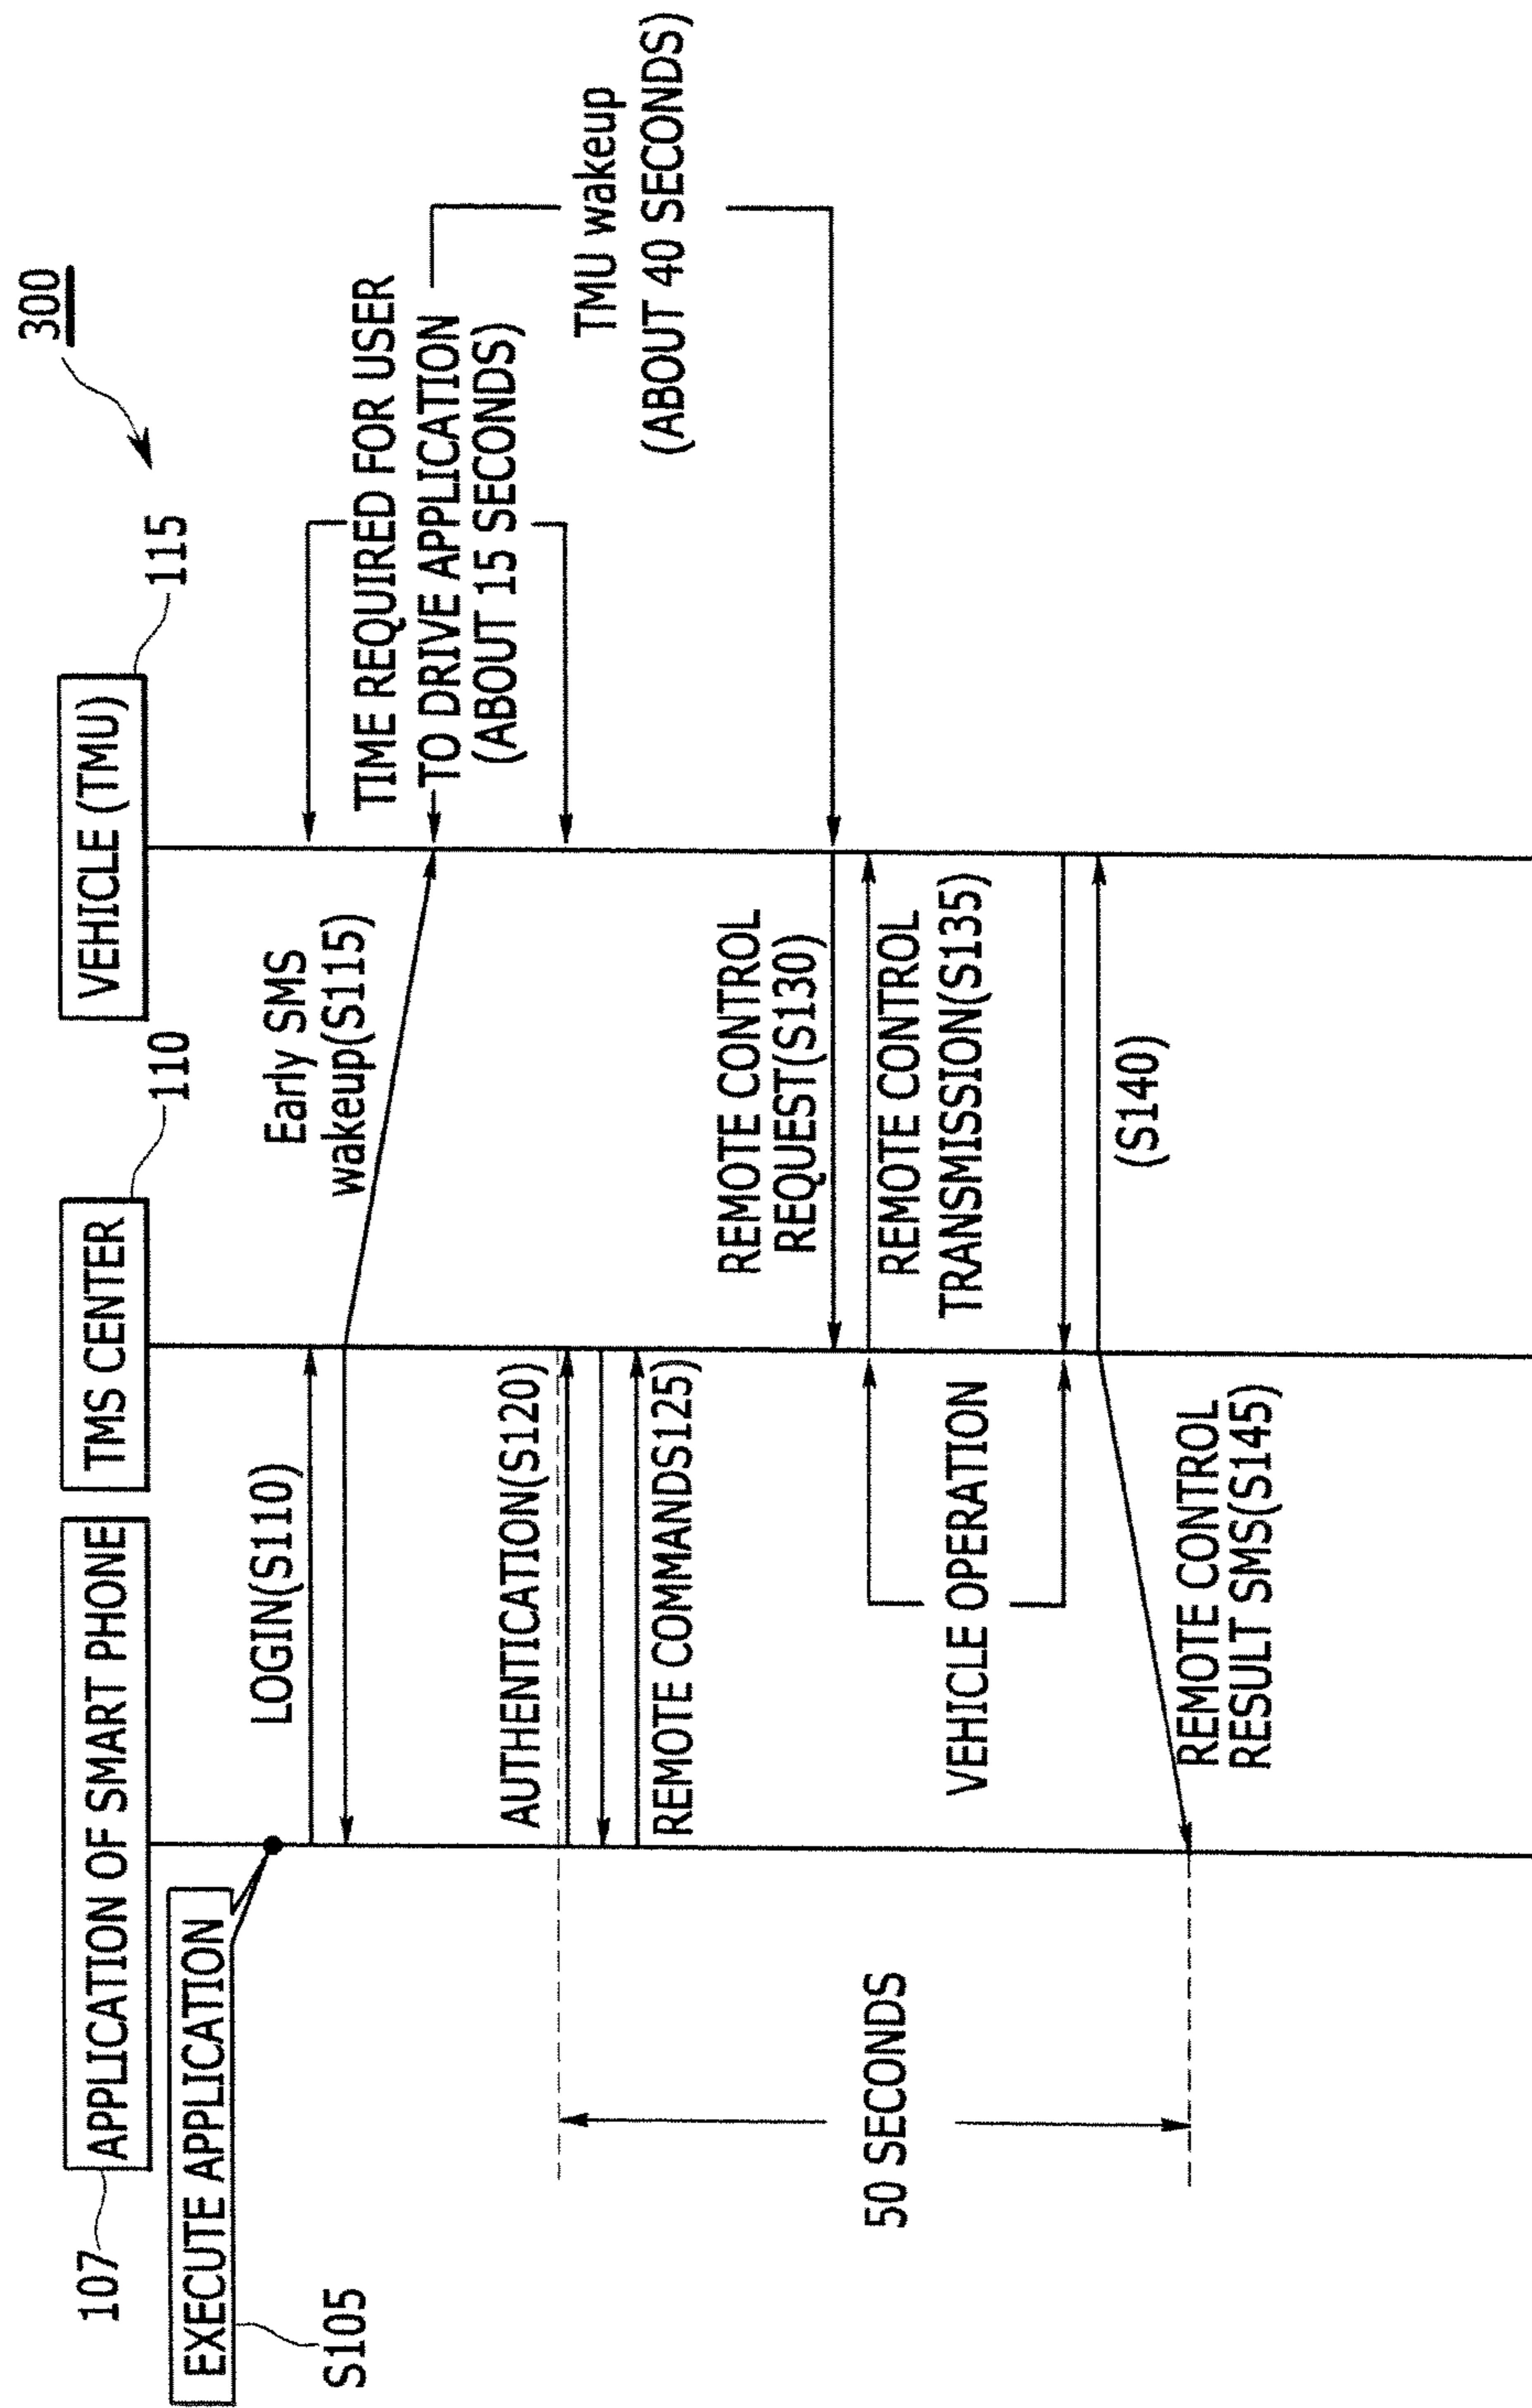 300
107
APPLICATION OF SMART PHONE
TMS CENTER
110
VEHICLE (TMU)
115
EXECUTE APPLICATION
S105
LOGIN(S110)
Early SMS
wakeup(S115)
TIME REQUIRED FOR USER
TO DRIVE APPLICATION
(ABOUT 15 SECONDS)
AUTHENTICATION(S120)
REMOTE COMMANDS125)
TMU wakeup
(ABOUT 40 SECONDS)
REMOTE CONTROL
REQUEST(S130)
REMOTE CONTROL
TRANSMISSION(S135)
50 SECONDS
VEHICLE OPERATION
(S140)
REMOTE CONTROL
RESULT SMS(S145)